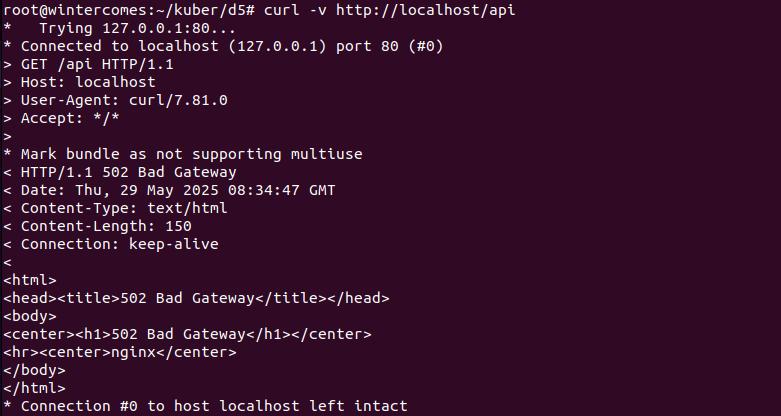 root@wintercomes:~/kuber/d5# curl -v http://localhost/api
*   Trying 127.0.0.1:80...
* Connected to localhost (127.0.0.1) port 80 (#0)
> GET /api HTTP/1.1
> Host: localhost
> User-Agent: curl/7.81.0
> Accept: */*
>
* Mark bundle as not supporting multiuse
< HTTP/1.1 502 Bad Gateway
< Date: Thu, 29 May 2025 08:34:47 GMT
< Content-Type: text/html
< Content-Length: 150
< Connection: keep-alive
<
<html>
<head><title>502 Bad Gateway</title></head>
<body>
<center><h1>502 Bad Gateway</h1></center>
<hr><center>nginx</center>
</body>
</html>
* Connection #0 to host localhost left intact